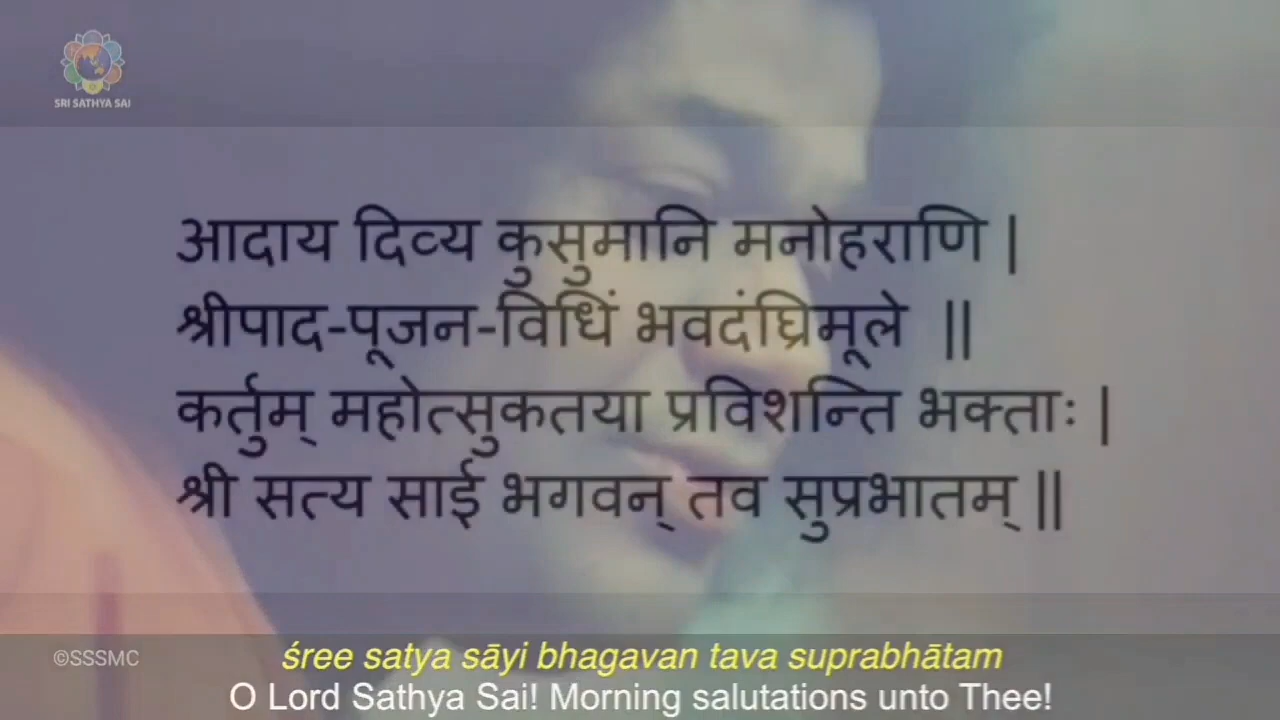 SRI SATHYA SAI
आदाय दिव्य कुसुमानि मनोहराणि |
श्रीपाद-पूजन-विधिं भवदंघ्रिमूले ||
कर्तुम् महोत्सुकतया प्रविशन्ति भक्ताः |
श्री सत्य साई भगवन् तव सुप्रभातम् ||
©SSSMC
śree satya sāyi bhagavan tava suprabhātam
O Lord Sathya Sai! Morning salutations unto Thee!